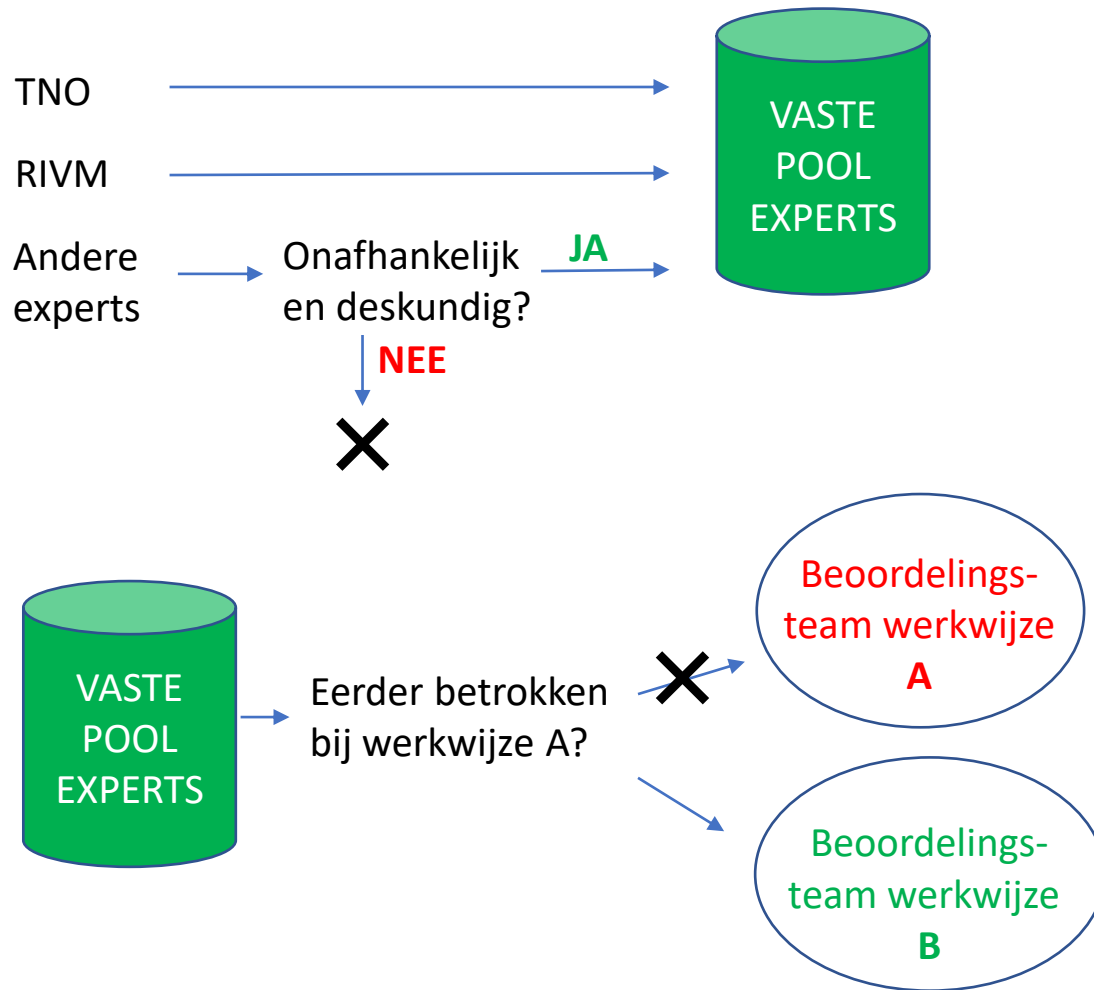 TNO
RIVM
Andere
experts
Onafhankelijk
en deskundig?
JA
NEE
VASTE
POOL
EXPERTS
VASTE
POOL
EXPERTS
Eerder betrokken
bij werkwijze A?
Beoordelings-
team werkwijze
A
Beoordelings-
team werkwijze
B